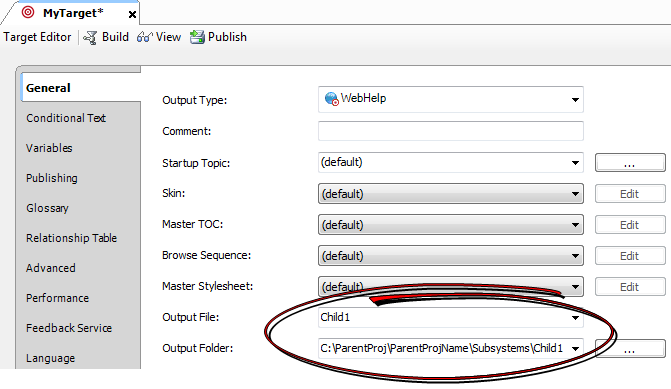 MyTarget*
Target Editor Build View Publish
General
Conditional Text
Variables
Publishing
Glossary
Relationship Table
Advanced
Performance
Feedback Service
Language
Output Type: WebHelp
Comment:
Startup Topic: (default) ...
Skin: (default) Edit
Master TOC: (default) Edit
Browse Sequence: (default) Edit
Master Stylesheet: (default) Edit
Output File: Child1
Output Folder: C:\ParentProj\ParentProjName\Subsystems\Child1 ...